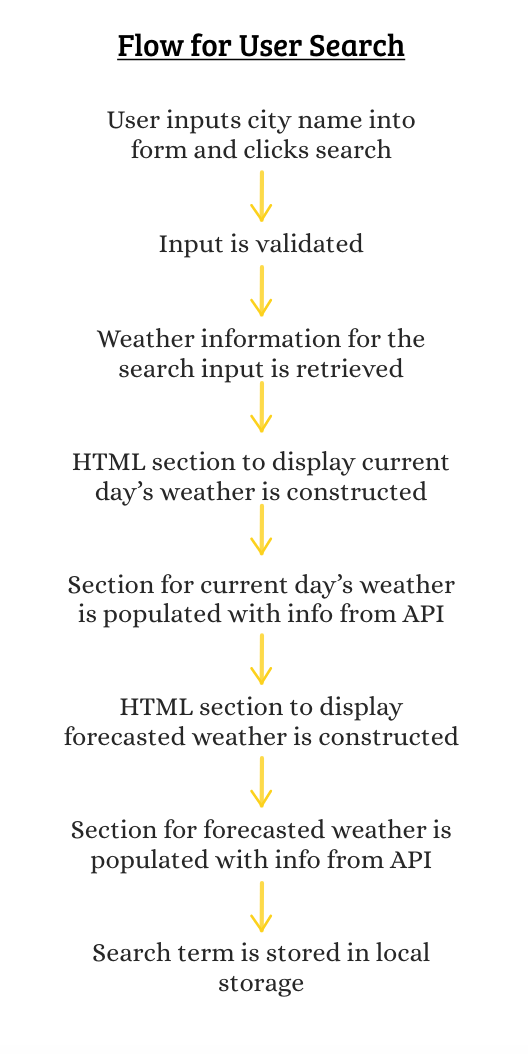 Flow for User Search
User inputs city name into
form and clicks search
Input is validated
Weather information for the
search input is retrieved
HTML section to display current
day’s weather is constructed
Section for current day’s weather
is populated with info from API
HTML section to display
forecasted weather is constructed
Section for forecasted weather is
populated with info from API
Search term is stored in local
storage